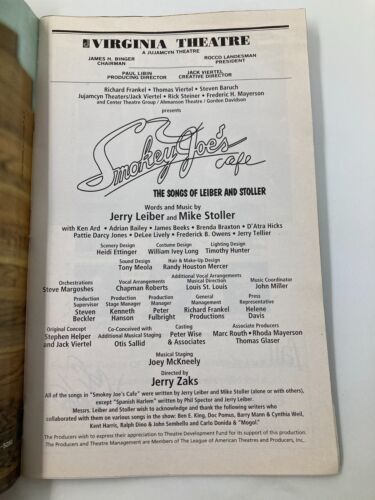 VIRGINIA THEATRE
A JUJAMCYN THEATRE
JAMES H. BINGER
CHAIRMAN
ROCCO LANDESMAN
PRESIDENT
PAUL LIBIN
PRODUCING DIRECTOR
JACK VIERTEL
CREATIVE DIRECTOR
Richard Frankel • Thomas Viertel • Steven Baruch
Jujamcyn Theaters/Jack Viertel • Rick Steiner • Frederic H. Mayerson
and Center Theatre Group / Ahmanson Theatre / Gordon Davidson
presents
Smokey Joe's
cafe
THE SONGS OF LEIBER AND STOLLER
Words and Music by
Jerry Leiber and Mike Stoller
with Ken Ard • Adrian Bailey • James Beeks • Brenda Braxton • D'Atra Hicks
Pattie Darcy Jones • DeLee Lively • Frederick B. Owens • Jerry Tellier
Scenery Design
Heidi Ettinger
Costume Design
William Ivey Long
Lighting Design
Timothy Hunter
Sound Design
Tony Meola
Hair & Make-Up Design
Randy Houston Mercer
Orchestrations
Steve Margoshes
Vocal Arrangements
Chapman Roberts
Additional Vocal Arrangements
Musical Direction
Louis St. Louis
Music Coordinator
John Miller
Production
Supervisor
Steven
Beckler
Production
Stage Manager
Kenneth
Hanson
Production
Manager
Peter
Fulbright
General
Management
Richard Frankel
Productions
Press
Representative
Helene
Davis
Original Concept
Stephen Helper
and Jack Viertel
Co-Conceived with
Additional Musical Staging
Otis Sallid
Casting
Peter Wise
& Associates
Associate Producers
Marc Routh • Rhoda Mayerson
Thomas Glaser
Musical Staging
Joey McKneely
Directed by
Jerry Zaks
All of the songs in "Smokey Joe's Cafe" were written by Jerry Leiber and Mike Stoller (alone or with others),
except "Spanish Harlem" written by Phil Spector and Jerry Leiber.
Messrs. Leiber and Stoller wish to acknowledge and thank the following writers who
collaborated with them on various songs in the show: Ben E. King, Doc Pomus, Barry Mann & Cynthia Weil,
Kent Harris, Ralph Dino & John Sembello and Carlo Donida & "Mogol."
The Producers wish to express their appreciation to Theatre Development Fund for its support of this production.
The Producers and Theatre Management are Members of The League of American Theatres and Producers, Inc.